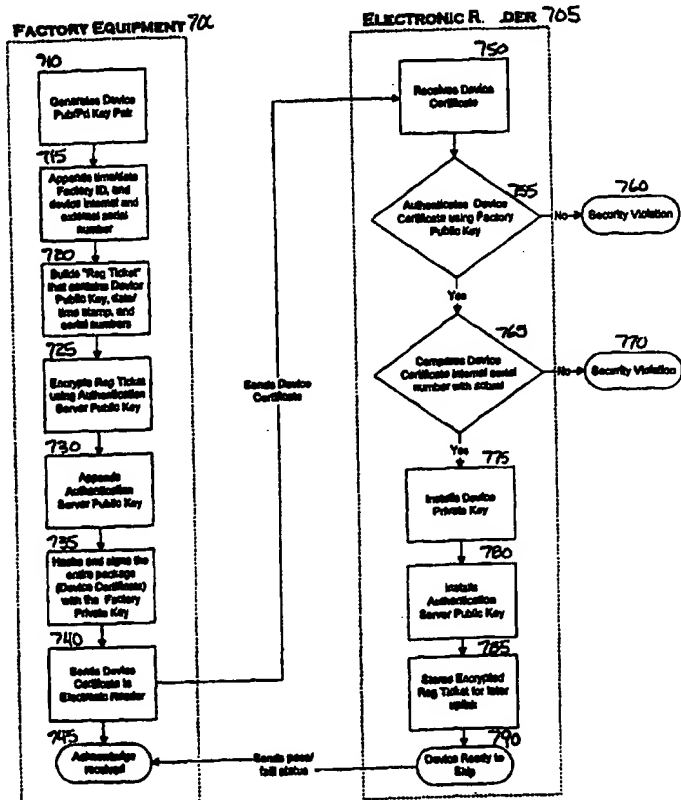 FACTORY EQUIPMENT 700
710
Generates Device
Pub/Pri Key Pair
715
Appends time/date
Factory ID, and
device internal and
external serial
number
720
Builds "Reg Ticket"
that contains Device
Public Key, date/
time stamp, and
serial numbers
725
Encrypt Reg Ticket
using Authentication
Server Public Key
730
Appends
Authentication
Server Public Key
735
Hashes and signs the
entire package
(Device Certificate)
with the Factory
Private Key
740
Sends Device
Certificate to
Electronic Reader
745
Acknowledge
received
Sends Device
Certificate
Sends pass/
fail status
ELECTRONIC R DER 705
750
Receives Device
Certificate
755
Authenticates Device
Certificate using Factory
Public Key
No
760
Security Violation
Yes
765
Compares Device
Certificate internal serial
number with actual
No
770
Security Violation
Yes
775
Installs Device
Private Key
780
Installs
Authentication
Server Public Key
785
Stores Encrypted
Reg Ticket for later
uplink
790
Device Ready to
Ship